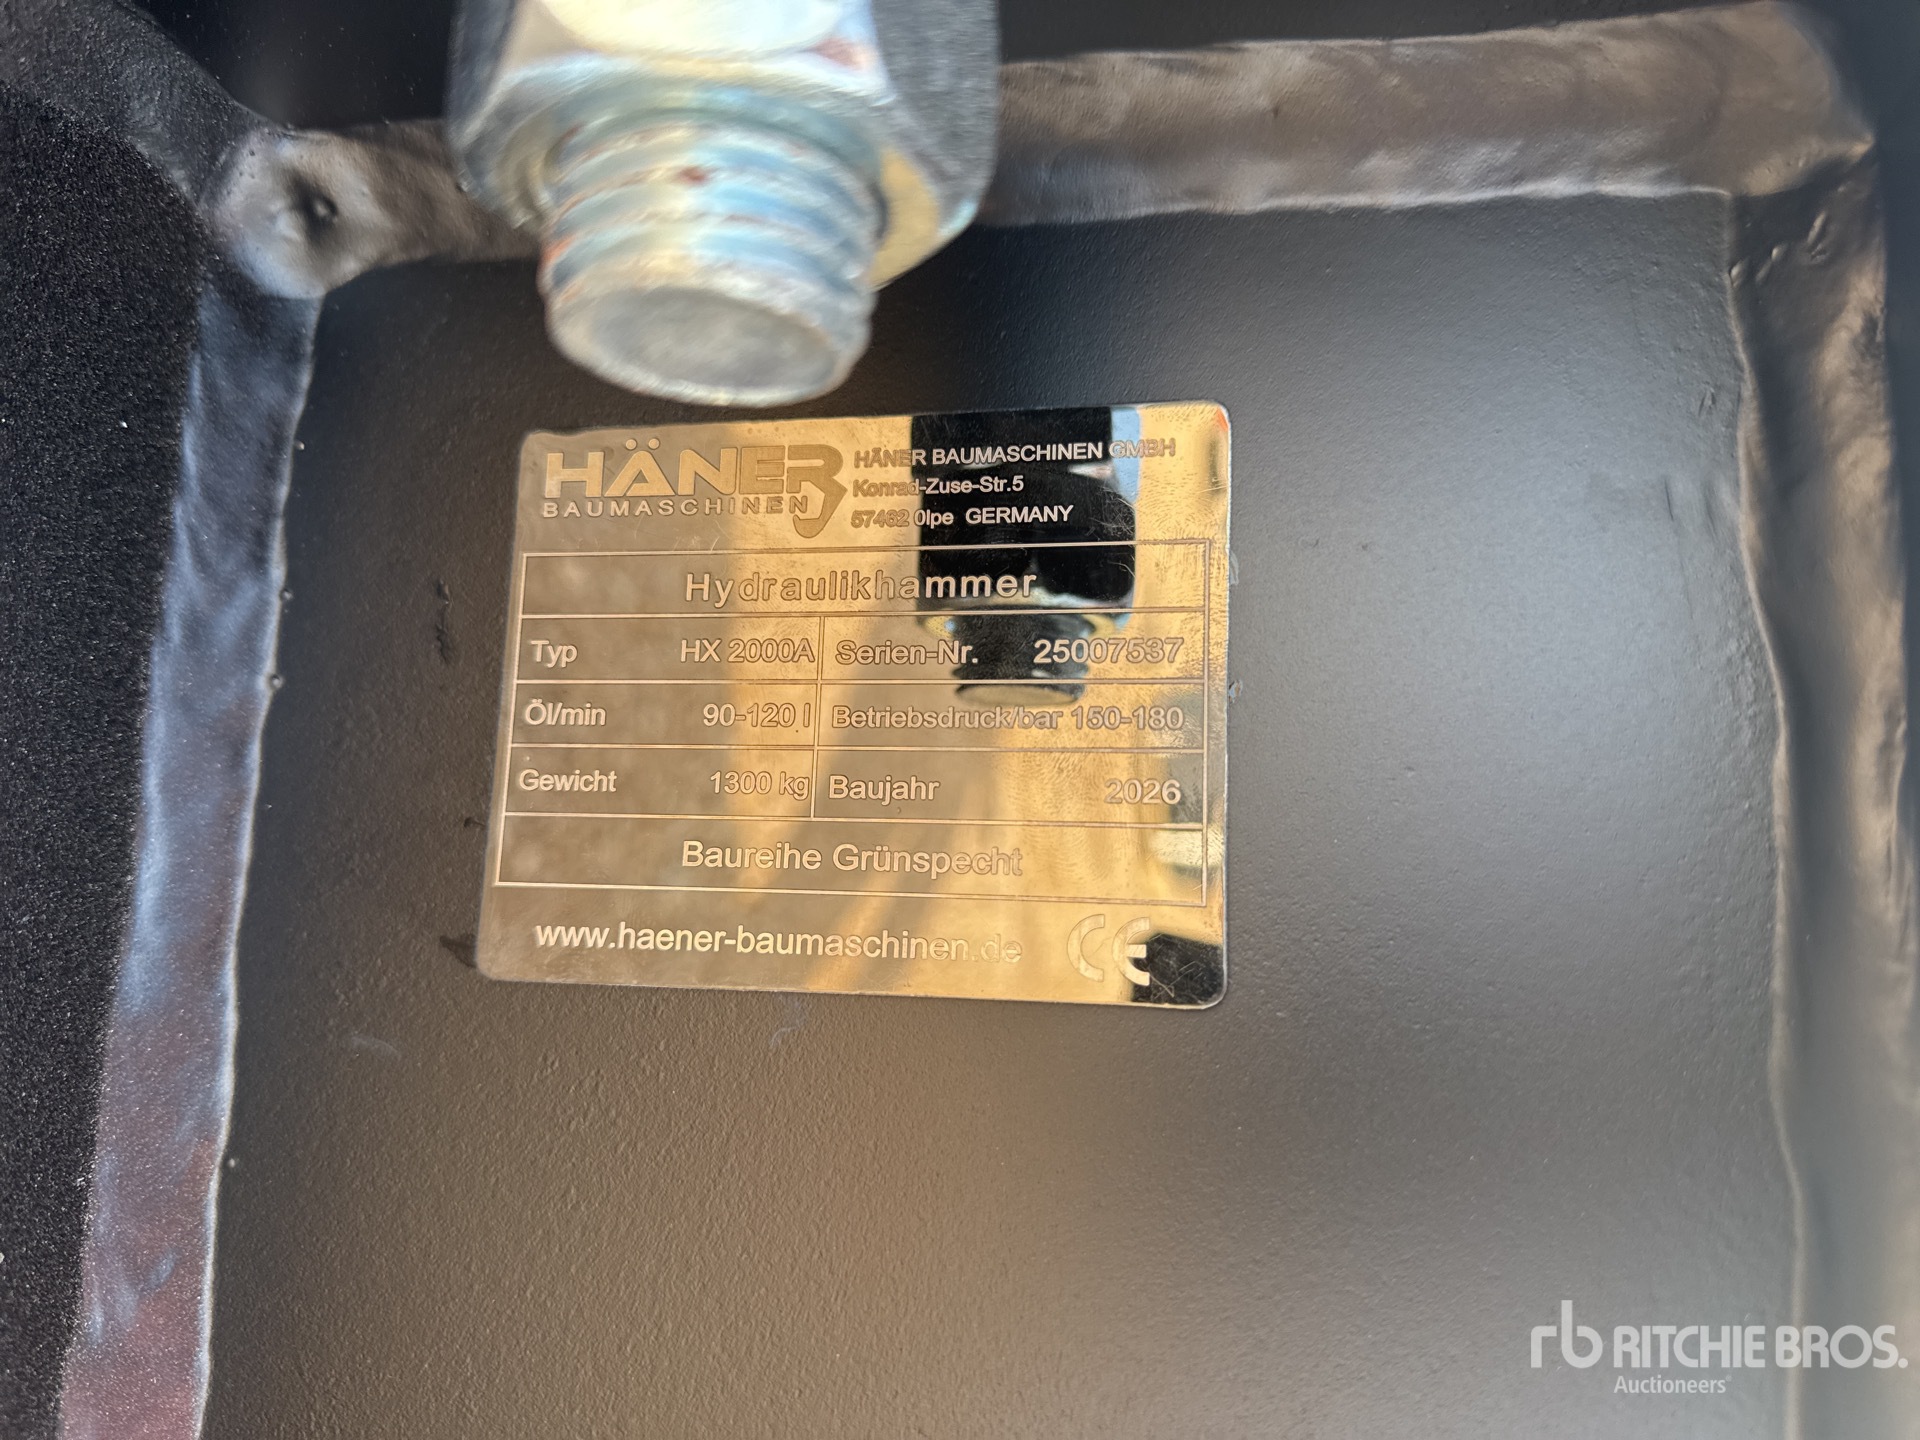 HÄNER
BAUMASCHINEN
HÄNER BAUMASCHINEN GMBH
Konrad-Zuse-Str.5
57462 Olpe GERMANY
Hydraulikhammer
Typ HX 2000A Serien-Nr. 25007537
Öl/min 90-120 l Betriebsdruck/bar 150-180
Gewicht 1300 kg Baujahr 2026
Baureihe Grünspecht
www.haener-baumaschinen.de CE
rb RITCHIE BROS.
Auctioneers